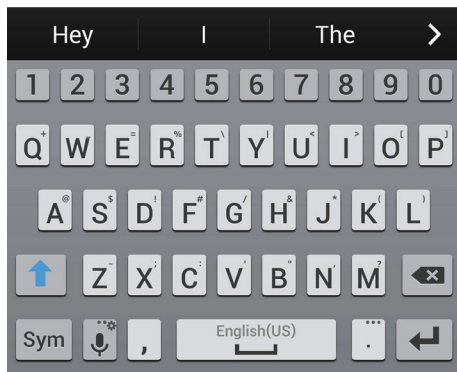 Hey I The
1 2 3 4 5 6 7 8 9 0
Q+ W E= R% T\ Y| U< I> O[ P]
A@ S$ D! F# G/ H& J* K( L)
Z- X; C: V' B" N, M?
Sym , English(US) .